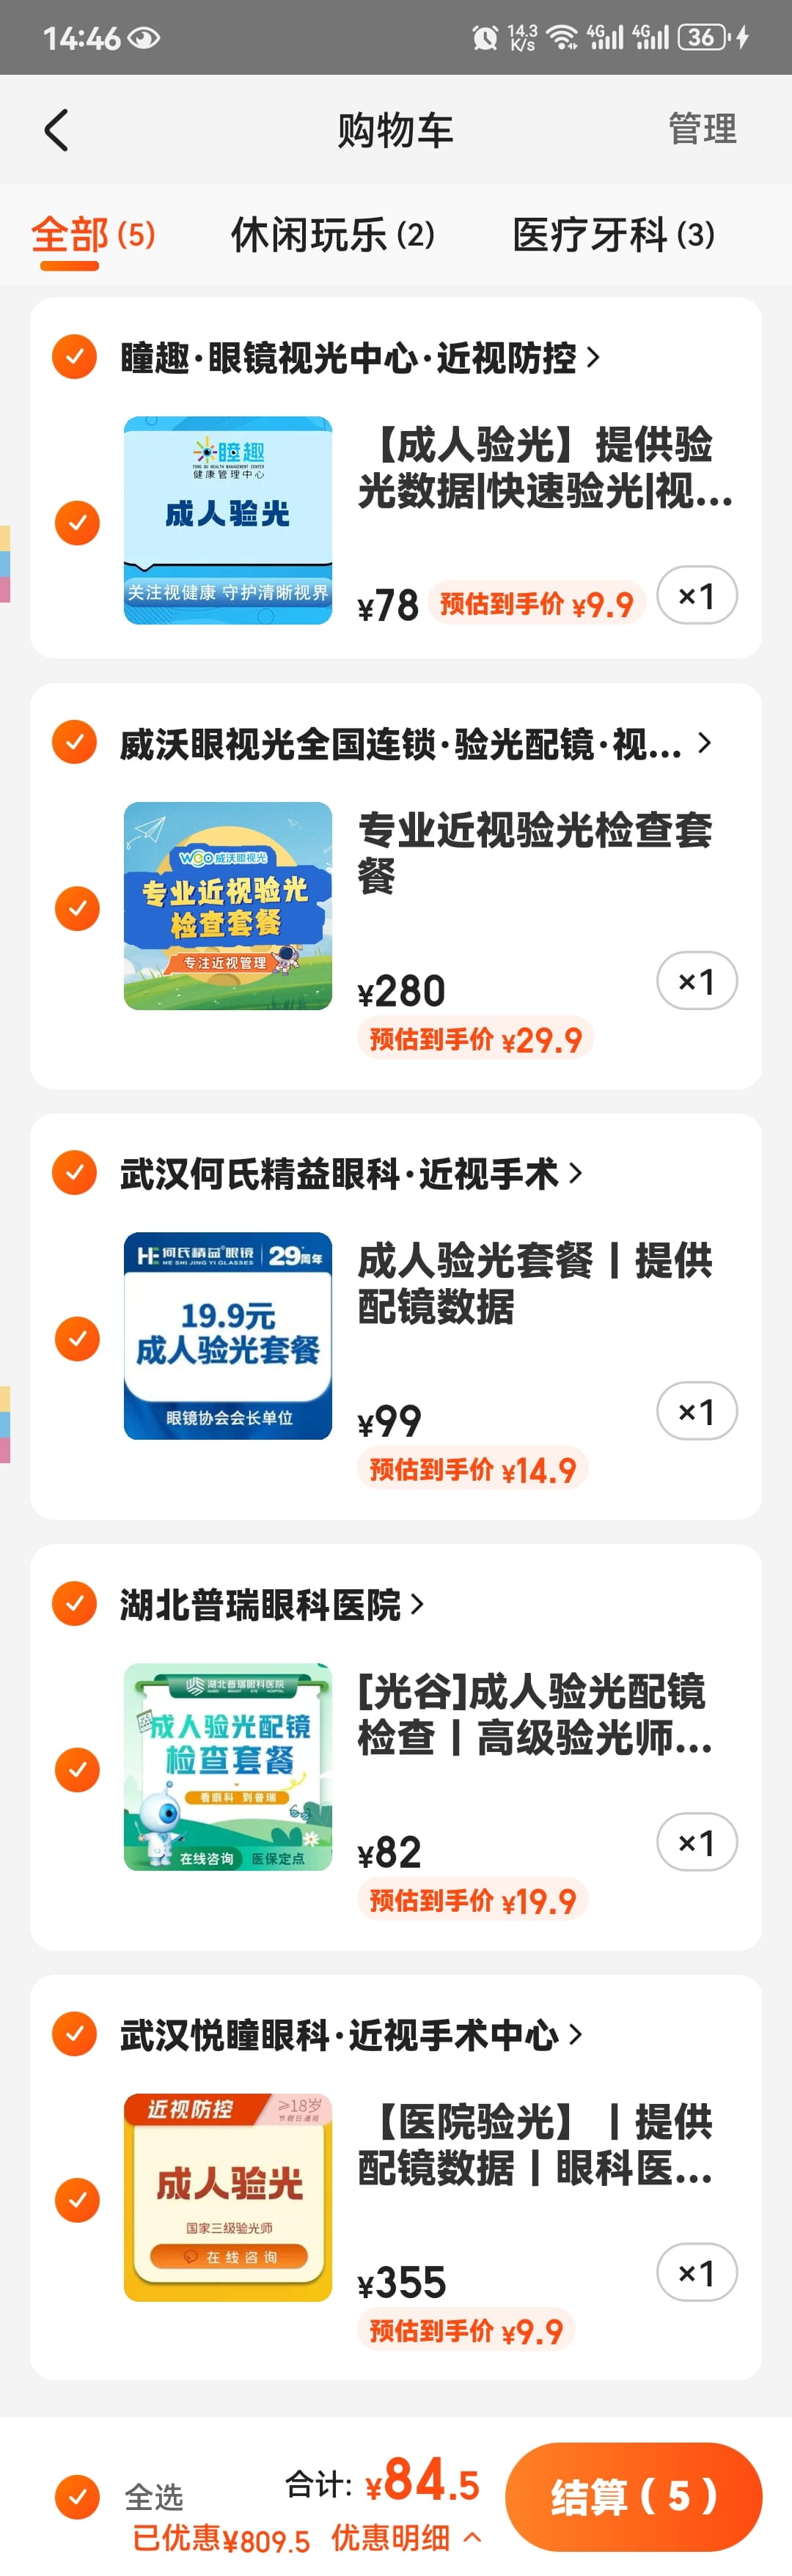 14:46
14.3 K/s 4G 4G 36
购物车
管理
全部(5)
休闲玩乐(2)
医疗牙科(3)
瞳趣·眼镜视光中心·近视防控
瞳趣
健康管理中心
成人验光
关注视健康 守护清晰视界
【成人验光】提供验
光数据|快速验光|视...
¥78
预估到手价 ¥9.9
×1
威沃眼视光全国连锁·验光配镜·视...
威沃眼视光
专业近视验光
检查套餐
专注近视管理
专业近视验光检查套
餐
¥280
×1
预估到手价 ¥29.9
武汉何氏精益眼科·近视手术
何氏精益眼镜
HE SHI JING YI GLASSES
29周年
19.9元
成人验光套餐
眼镜协会会长单位
成人验光套餐丨提供
配镜数据
¥99
×1
预估到手价 ¥14.9
湖北普瑞眼科医院
湖北普瑞眼科医院
成人验光配镜
检查套餐
看眼科 到普瑞
在线咨询
医保定点
[光谷]成人验光配镜
检查丨高级验光师...
¥82
×1
预估到手价 ¥19.9
武汉悦瞳眼科·近视手术中心
近视防控
≥18岁
节假日通用
成人验光
国家三级验光师
在线咨询
【医院验光】丨提供
配镜数据丨眼科医...
¥355
×1
预估到手价 ¥9.9
全选
合计: ¥84.5
已优惠¥809.5 优惠明细
结算(5)